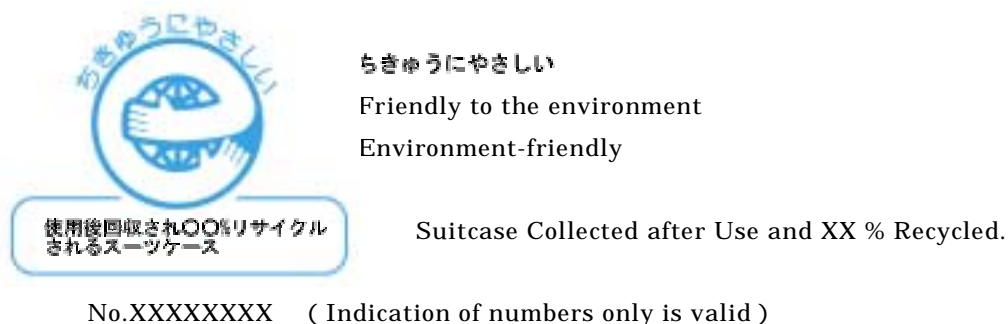 ちきゅうにやさしい
ちきゅうにやさしい
Friendly to the environment
Environment-friendly
使用後回収され〇〇%リサイクル
されるスーツケース
Suitcase Collected after Use and XX % Recycled.
No.XXXXXXXX ( Indication of numbers only is valid )